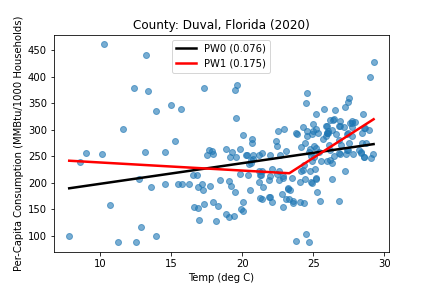 County: Duval, Florida (2020)
Per-Capita Consumption (MMBtu/1000 Households)
450
400
350
300
250
200
150
100
PW0 (0.076)
PW1 (0.175)
10
15
20
25
30
Temp (deg C)